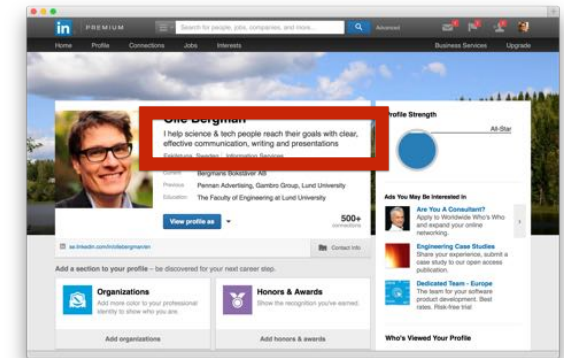 in
PREMIUM
Search for people, jobs, companies, and more...
Advanced
Home Profile Connections Jobs Interests
Business Services Upgrade
Olle Bergman
I help science & tech people reach their goals with clear,
effective communication, writing and presentations
Sweden Information Services
Current Bergmans Bokstäver AB
Previous Pennan Advertising, Gambro Group, Lund University
Education The Faculty of Engineering at Lund University
View profile as
500+
connections
se.linkedin.com/in/ollebergman/en
Contact Info
Profile Strength
All-Star
Ads You May Be Interested In
Are You A Consultant?
Apply to Worldwide Who's Who
and expand your online
networking.
Engineering Case Studies
Share your experience, submit a
case study to our open access
publication.
Dedicated Team - Europe
The team for your software
product development. Best
rates. Risk-free trial
Add a section to your profile – be discovered for your next career step.
Organizations
Add more color to your professional
identity to show who you are.
Add organizations
Honors & Awards
Show the recognition you've earned.
Add honors & awards
Who's Viewed Your Profile